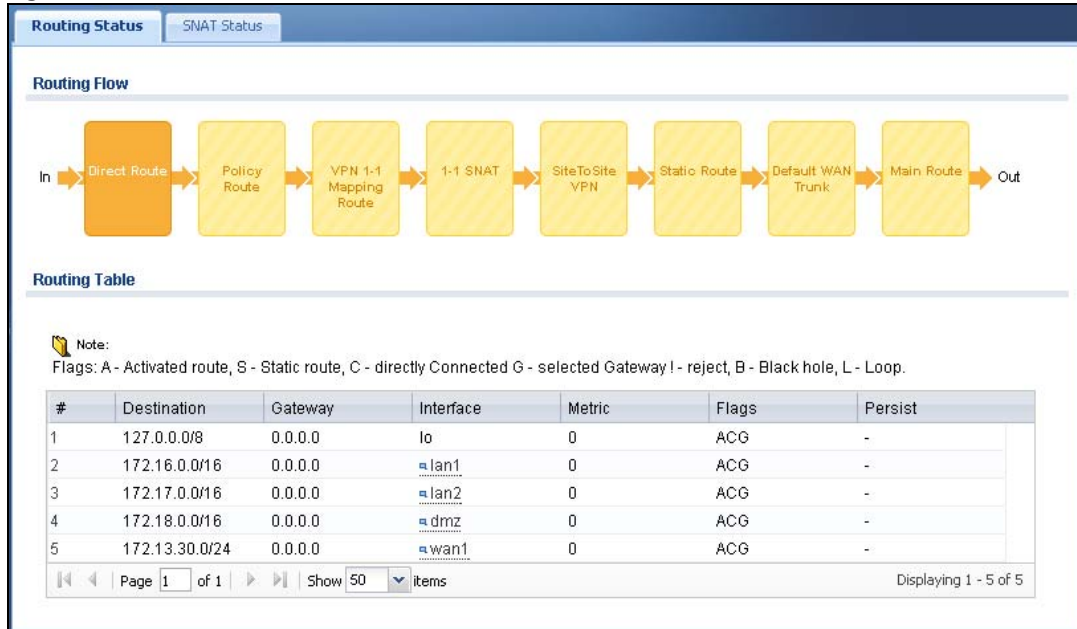 Routing Status SNAT Status
Routing Flow
In Direct Route Policy Route VPN 1-1 Mapping Route 1-1 SNAT SiteToSite VPN Static Route Default WAN Trunk Main Route Out
Routing Table
Note:
Flags: A - Activated route, S - Static route, C - directly Connected G - selected Gateway ! - reject, B - Black hole, L - Loop.
# Destination Gateway Interface Metric Flags Persist
1 127.0.0.0/8 0.0.0.0 lo 0 ACG -
2 172.16.0.0/16 0.0.0.0 lan1 0 ACG -
3 172.17.0.0/16 0.0.0.0 lan2 0 ACG -
4 172.18.0.0/16 0.0.0.0 dmz 0 ACG -
5 172.13.30.0/24 0.0.0.0 wan1 0 ACG -
Page 1 of 1 Show 50 items Displaying 1 - 5 of 5